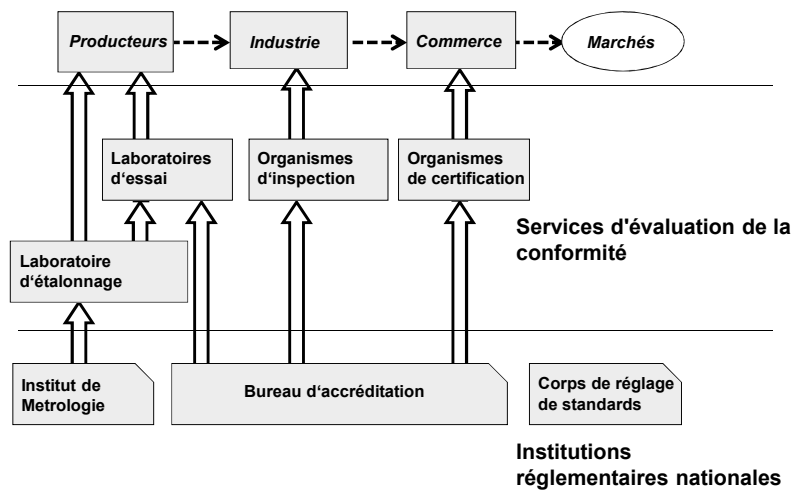 Producteurs
Industrie
Commerce
Marchés
Laboratoires
d‘essai
Organismes
d‘inspection
Organismes
de certification
Services d'évaluation de la
conformité
Laboratoire
d‘étalonnage
Institut de
Metrologie
Bureau d‘accréditation
Corps de réglage
de standards
Institutions
réglementaires nationales